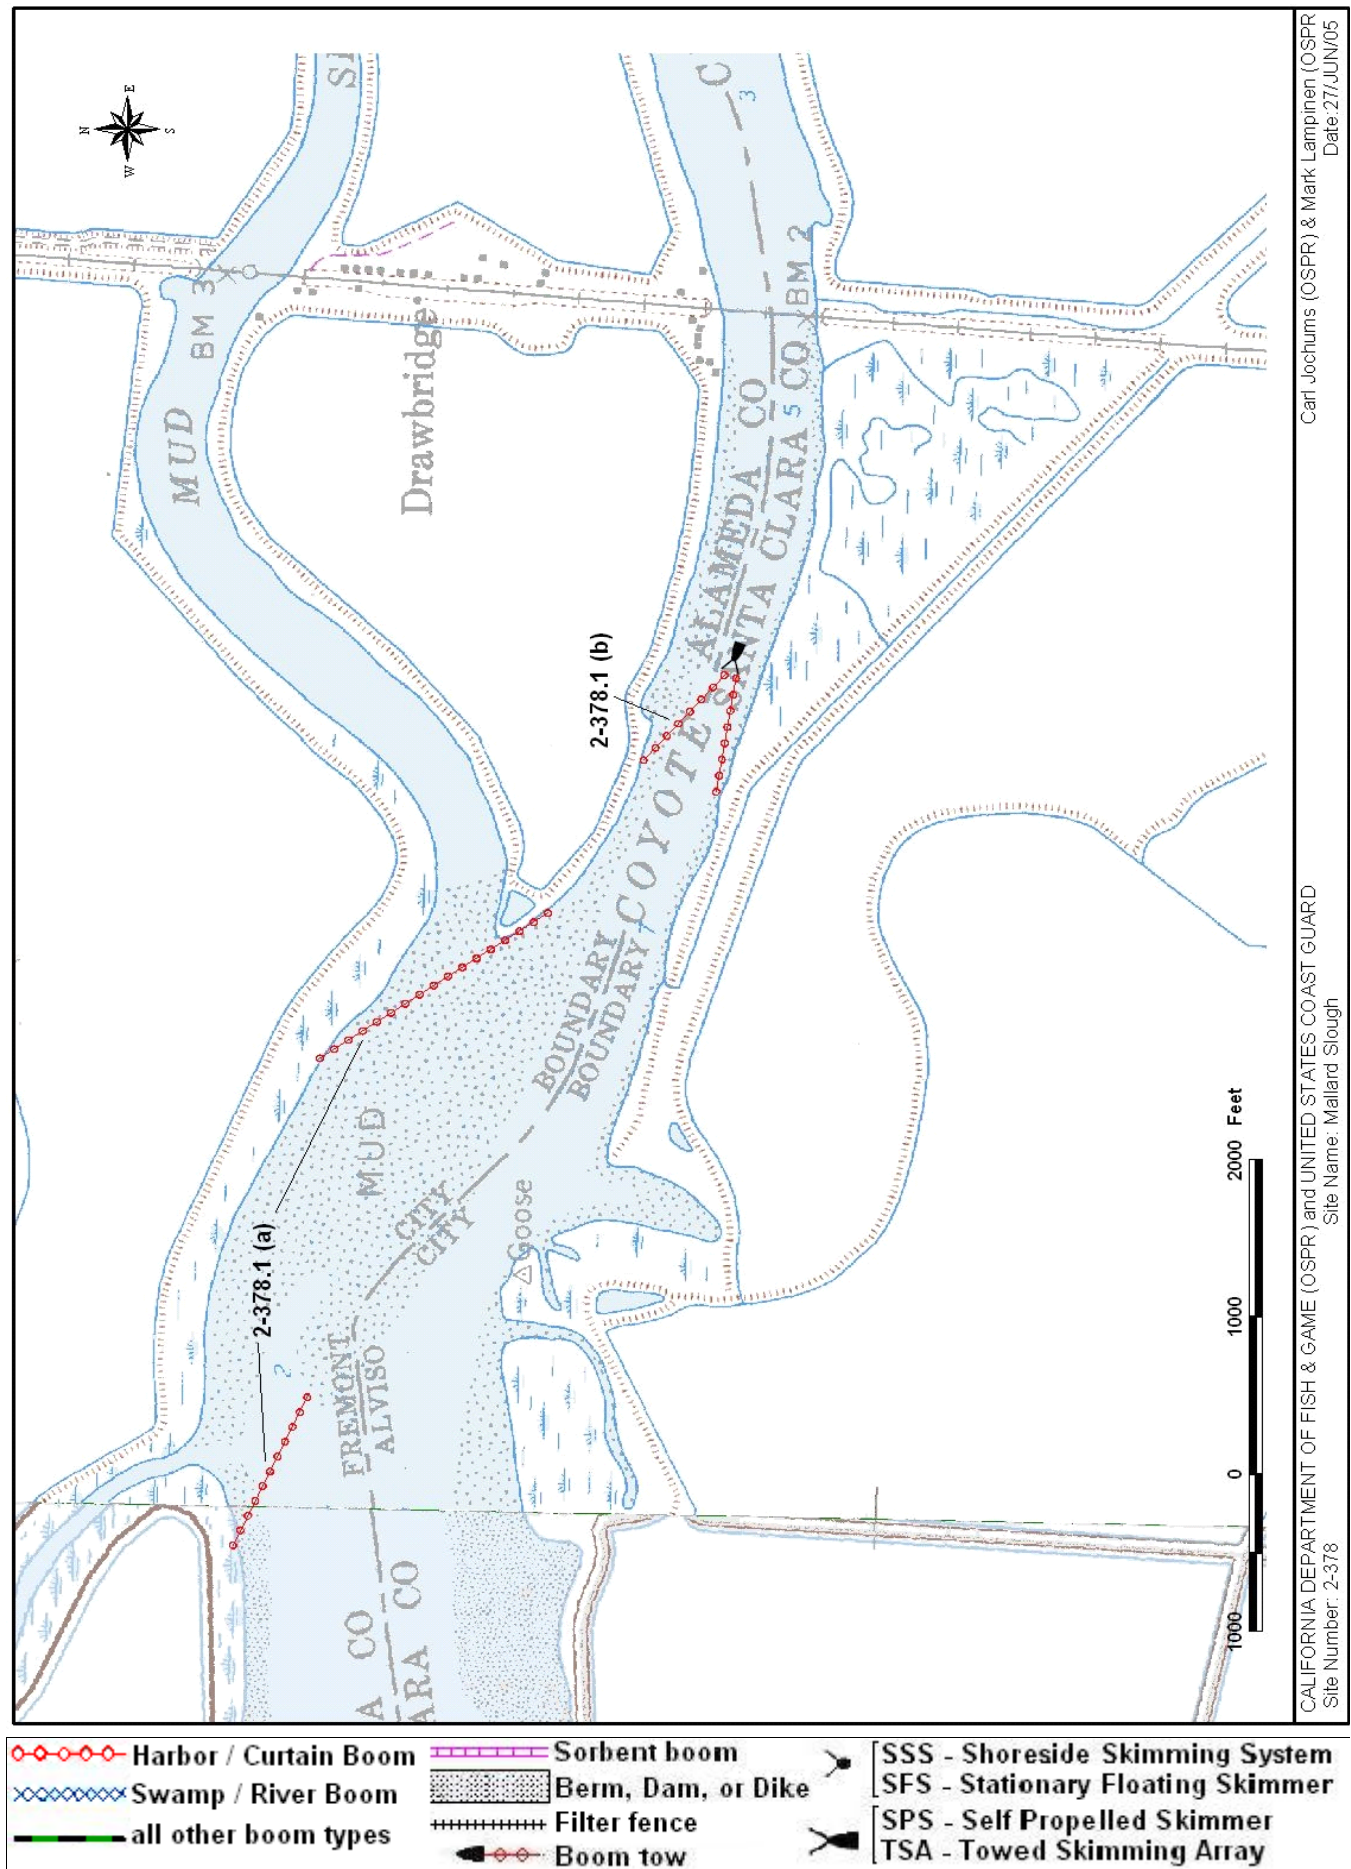 N
E
S
W
SL
C
3
BM 3
MUD
Drawbridge
BM 2
ALAMEDA CO
SANTA CLARA CO
5
2-378.1 (b)
COYOTE
BOUNDARY
BOUNDARY
MUD
CITY
CITY
Goose
2-378.1 (a)
2
FREMONT
ALVISO
A CO
ARA CO
1000 0 1000 2000 Feet
Carl Jochums (OSPR) & Mark Lampinen (OSPR
Date:27/JUN/05
CALIFORNIA DEPARTMENT OF FISH & GAME (OSPR) and UNITED STATES COAST GUARD
Site Number: 2-378 Site Name: Mallard Slough
Harbor / Curtain Boom
Swamp / River Boom
all other boom types
Sorbent boom
Berm, Dam, or Dike
Filter fence
Boom tow
SSS - Shoreside Skimming System
SFS - Stationary Floating Skimmer
SPS - Self Propelled Skimmer
TSA - Towed Skimming Array